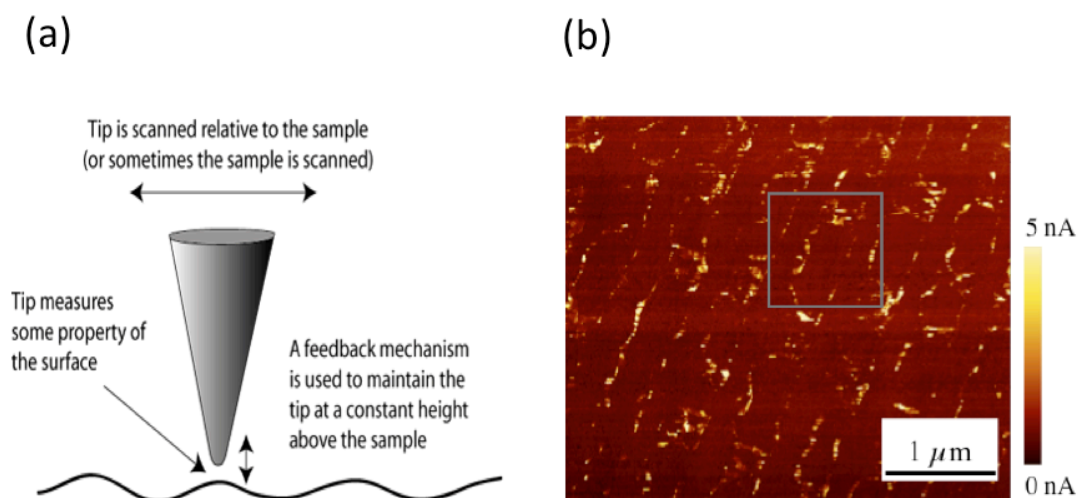 (a)
Tip is scanned relative to the sample
(or sometimes the sample is scanned)
Tip measures
some property of
the surface
A feedback mechanism
is used to maintain the
tip at a constant height
above the sample
(b)
5 nA
1 μm
0 nA